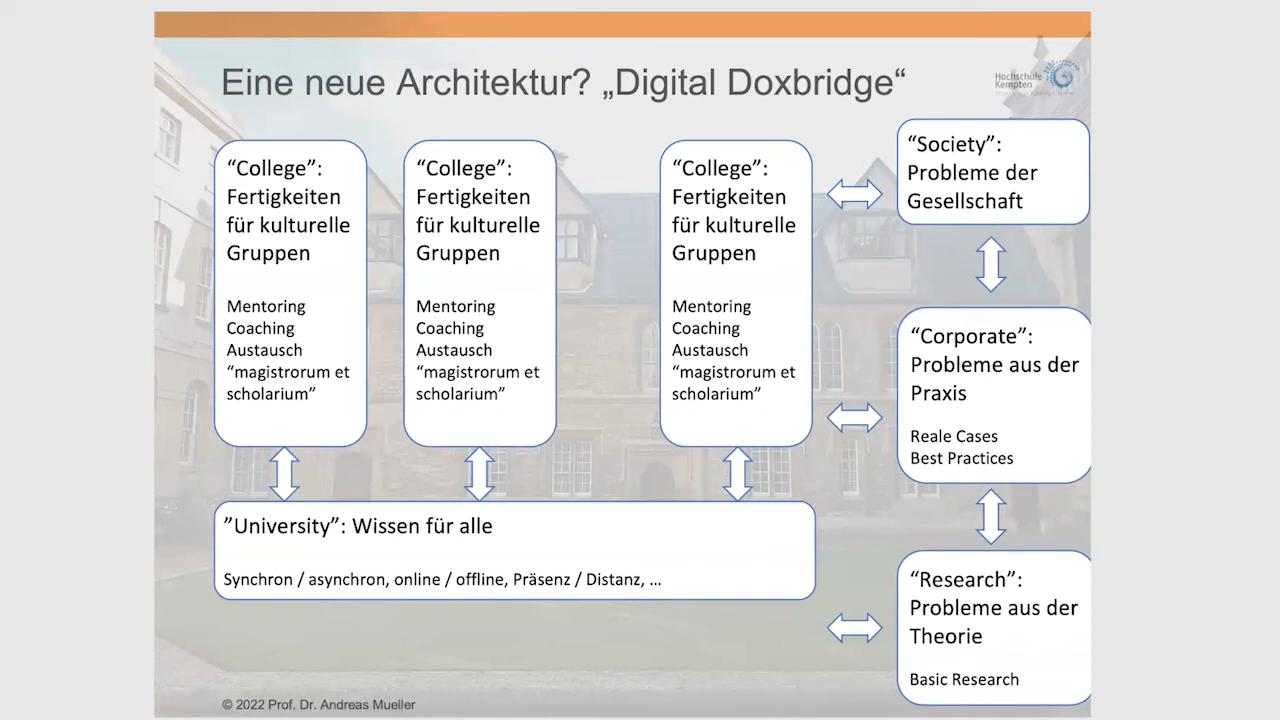 Eine neue Architektur? „Digital Doxbridge“
Hochschule
Kempten
“College”:
Fertigkeiten
für kulturelle
Gruppen
Mentoring
Coaching
Austausch
“magistrorum et
scholarium”
“College”:
Fertigkeiten
für kulturelle
Gruppen
Mentoring
Coaching
Austausch
“magistrorum et
scholarium”
“College”:
Fertigkeiten
für kulturelle
Gruppen
Mentoring
Coaching
Austausch
“magistrorum et
scholarium”
“Society”:
Probleme der
Gesellschaft
“Corporate”:
Probleme aus der
Praxis
Reale Cases
Best Practices
”University”: Wissen für alle
Synchron / asynchron, online / offline, Präsenz / Distanz, ...
“Research”:
Probleme aus der
Theorie
Basic Research
© 2022 Prof. Dr. Andreas Mueller